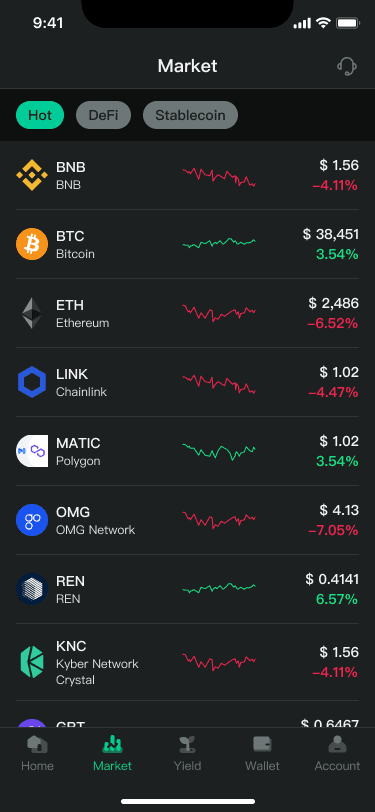 9:41
Market
Hot DeFi Stablecoin
BNB $ 1.56
BNB −4.11%
BTC $ 38,451
Bitcoin 3.54%
ETH $ 2,486
Ethereum −6.52%
LINK $ 1.02
Chainlink −4.47%
MATIC $ 1.02
Polygon 3.54%
OMG $ 4.13
OMG Network −7.05%
REN $ 0.4141
REN 6.57%
KNC $ 1.56
Kyber Network −4.11%
Crystal
GRT $ 0.6467
Home Market Yield Wallet Account